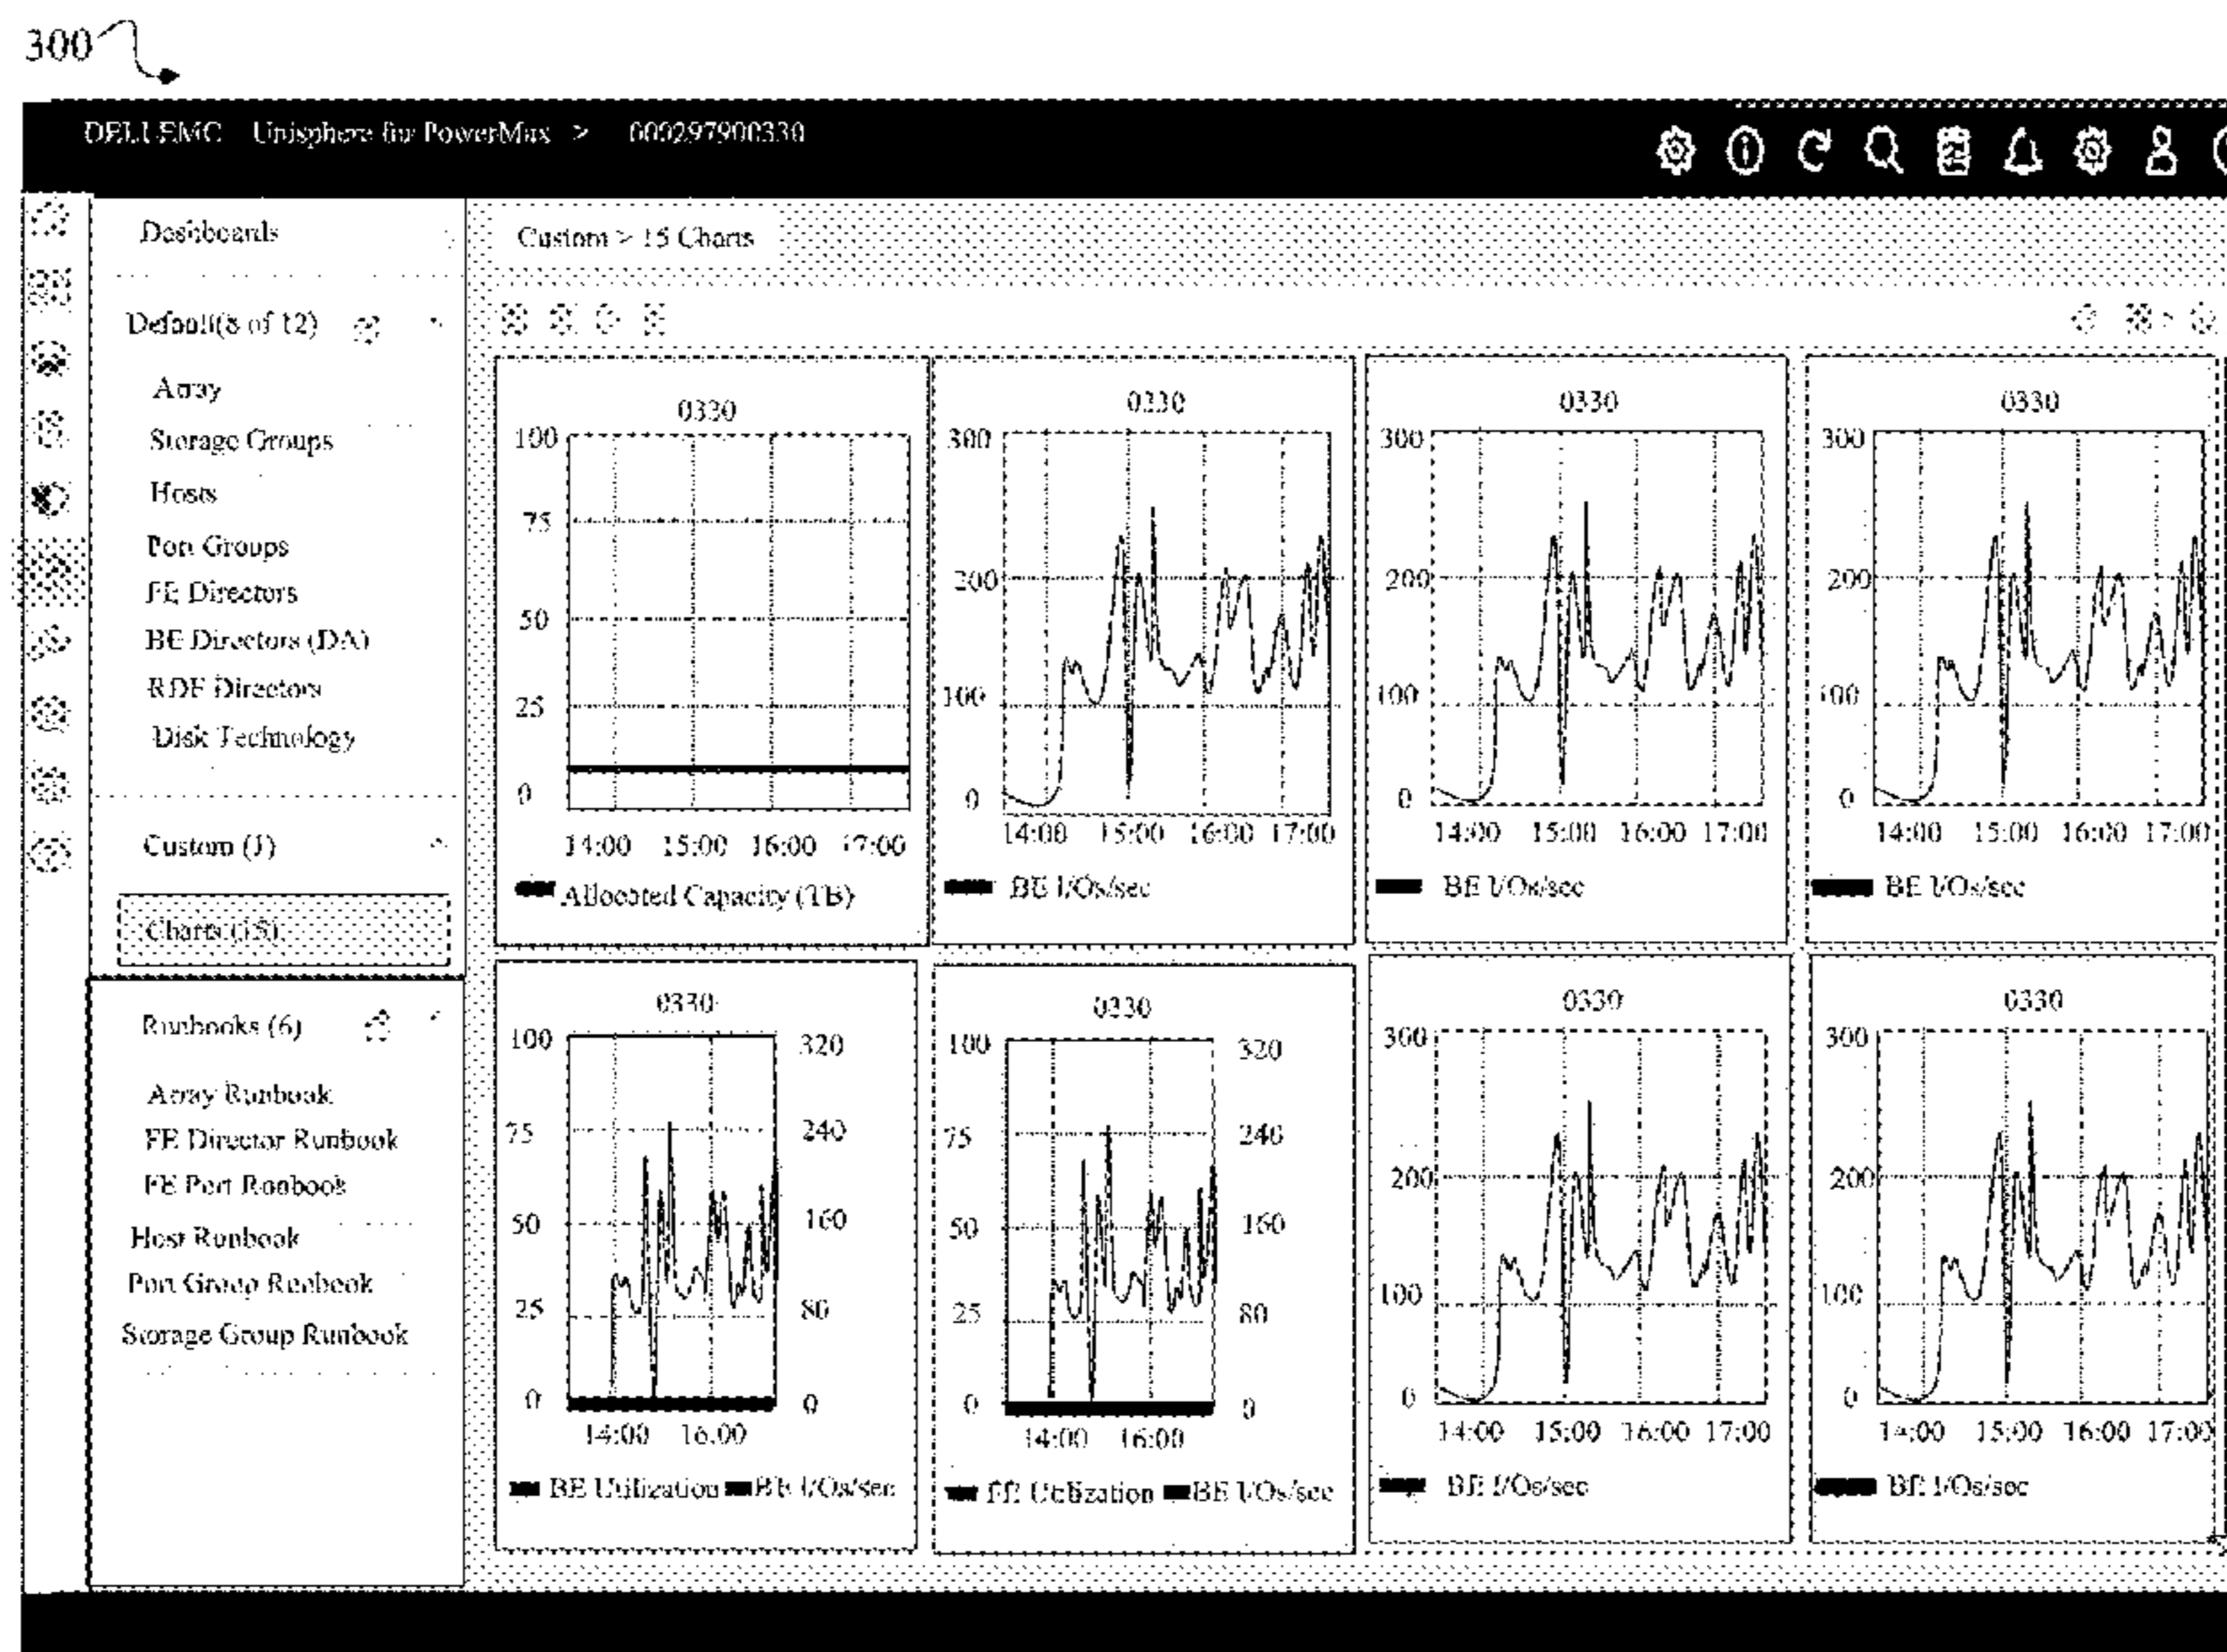 300
DELLEMC Unisphere for PowerMax > 000297900330
Dashboards
Default(8 of 12)
Array
Storage Groups
Hosts
Port Groups
FE Directors
BE Directors (DA)
RDF Directors
Disk Technology
Custom (1)
Charts (15)
Runbooks (6)
Array Runbook
FE Director Runbook
FE Port Runbook
Host Runbook
Port Group Runbook
Storage Group Runbook
Custom > 15 Charts
0330
100
75
50
25
0
14:00 15:00 16:00 17:00
Allocated Capacity (TB)
0330
300
200
100
0
14:00 15:00 16:00 17:00
BE I/Os/sec
0330
300
200
100
0
14:00 15:00 16:00 17:00
BE I/Os/sec
0330
300
200
100
0
14:00 15:00 16:00 17:00
BE I/Os/sec
0330
100 320
75 240
50 160
25 80
0 0
14:00 16:00
BE Utilization BE I/Os/sec
0330
100 320
75 240
50 160
25 80
0 0
14:00 16:00
FE Utilization BE I/Os/sec
0330
300
200
100
0
14:00 15:00 16:00 17:00
BE I/Os/sec
0330
300
200
100
0
14:00 15:00 16:00 17:00
BE I/Os/sec